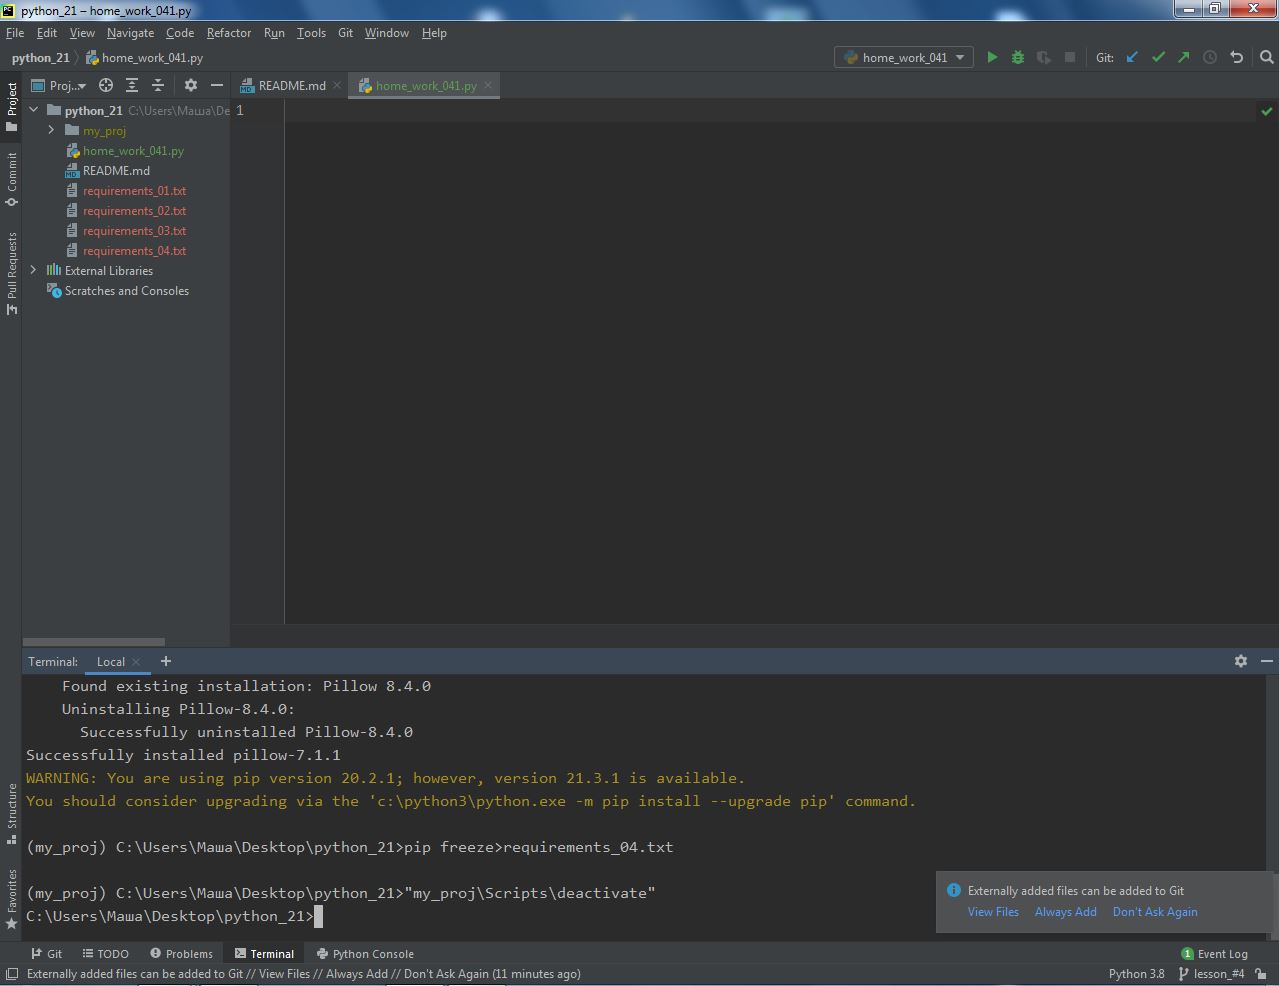 python_21 – home_work_041.py
File Edit View Navigate Code Refactor Run Tools Git Window Help
python_21 home_work_041.py
home_work_041 Git:
Proj... README.md home_work_041.py
Project
Commit
Pull Requests
python_21 C:\Users\Маша\De
my_proj
home_work_041.py
README.md
requirements_01.txt
requirements_02.txt
requirements_03.txt
requirements_04.txt
External Libraries
Scratches and Consoles
1
Terminal: Local +
Found existing installation: Pillow 8.4.0
Uninstalling Pillow-8.4.0:
Successfully uninstalled Pillow-8.4.0
Successfully installed pillow-7.1.1
WARNING: You are using pip version 20.2.1; however, version 21.3.1 is available.
You should consider upgrading via the 'c:\python3\python.exe -m pip install --upgrade pip' command.
(my_proj) C:\Users\Маша\Desktop\python_21>pip freeze>requirements_04.txt
(my_proj) C:\Users\Маша\Desktop\python_21>"my_proj\Scripts\deactivate"
C:\Users\Маша\Desktop\python_21>
Structure
Favorites
Externally added files can be added to Git
View Files Always Add Don't Ask Again
Git TODO Problems Terminal Python Console 1 Event Log
Externally added files can be added to Git // View Files // Always Add // Don't Ask Again (11 minutes ago) Python 3.8 lesson_#4